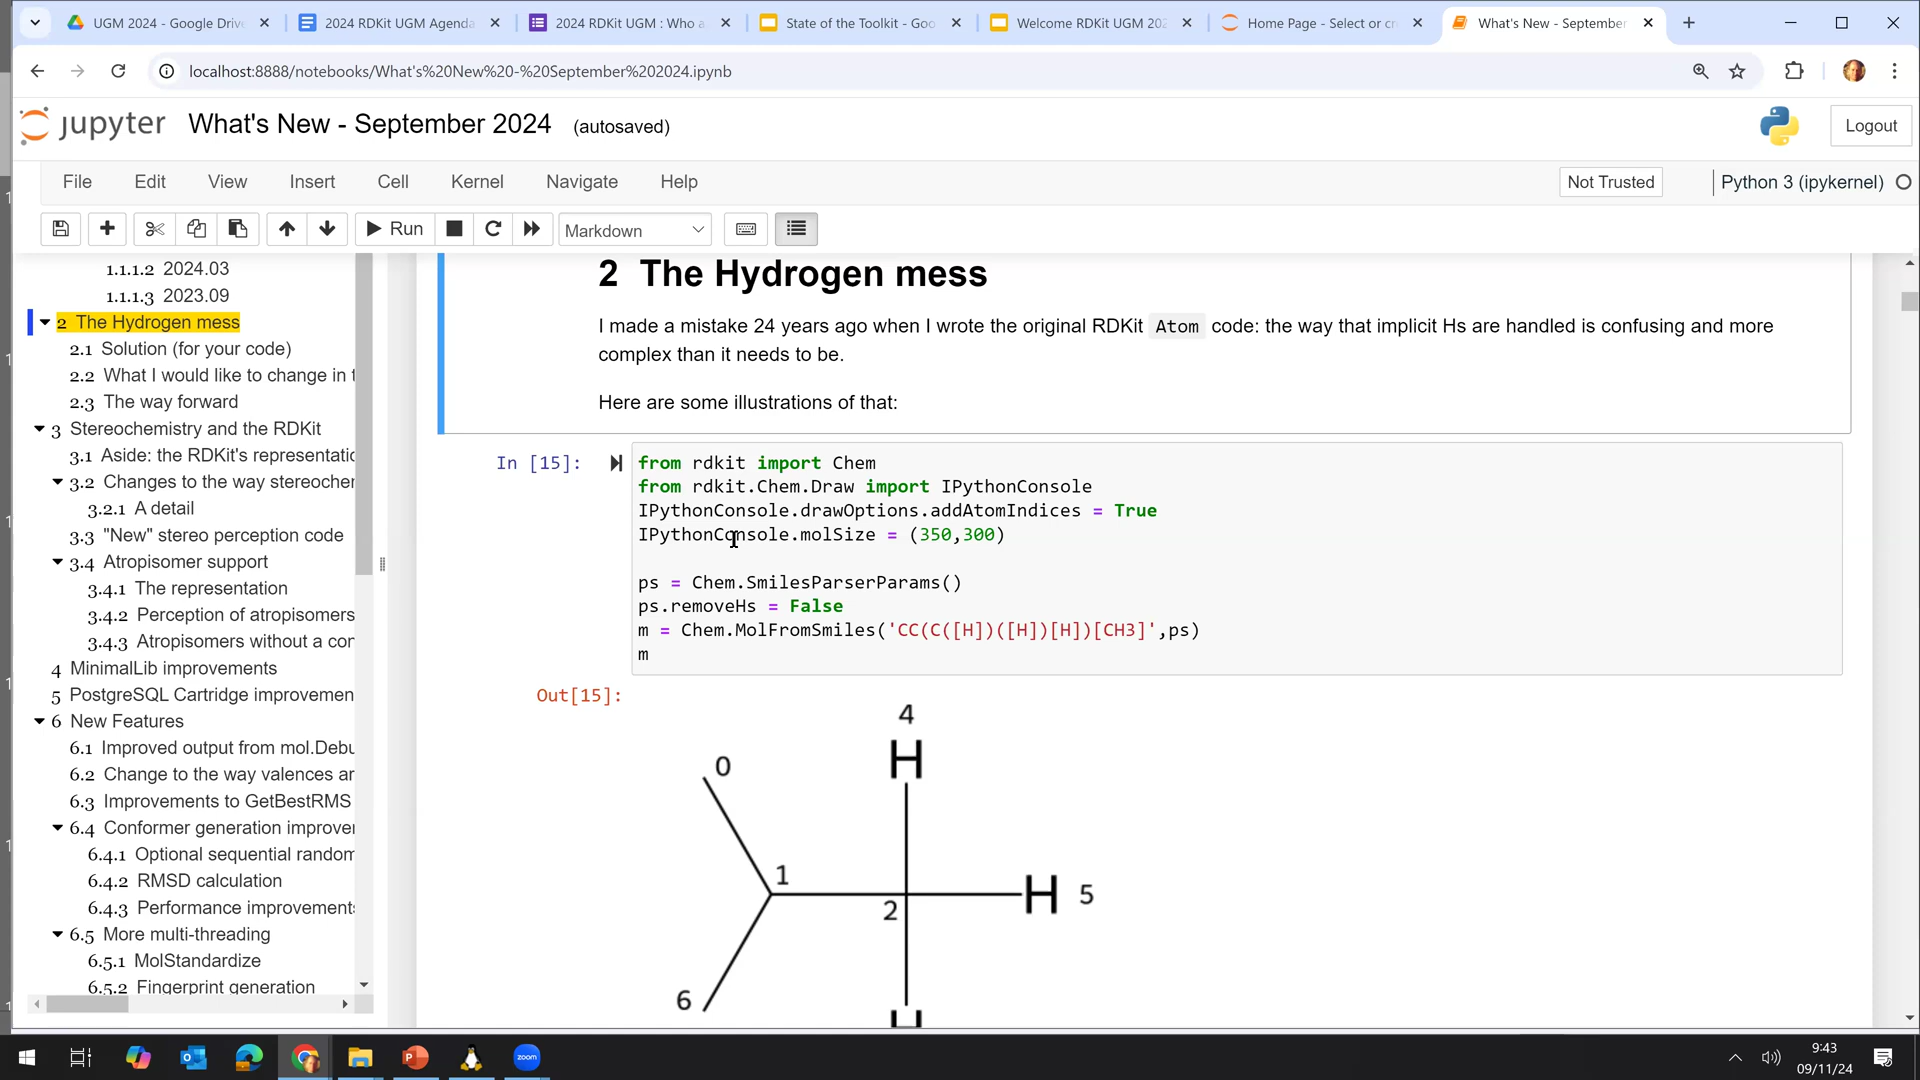 UGM 2024 - Google Drive
2024 RDKit UGM Agenda
2024 RDKit UGM : Who a
State of the Toolkit - Goo
Welcome RDKit UGM 202
Home Page - Select or cr
What's New - September
localhost:8888/notebooks/What's%20New%20-%20September%202024.ipynb
jupyter What's New - September 2024 (autosaved)
Logout
File Edit View Insert Cell Kernel Navigate Help
Not Trusted
Python 3 (ipykernel)
Run
Markdown
1.1.1.2 2024.03
1.1.1.3 2023.09
2 The Hydrogen mess
2.1 Solution (for your code)
2.2 What I would like to change in t
2.3 The way forward
3 Stereochemistry and the RDKit
3.1 Aside: the RDKit's representatic
3.2 Changes to the way stereocher
3.2.1 A detail
3.3 "New" stereo perception code
3.4 Atropisomer support
3.4.1 The representation
3.4.2 Perception of atropisomers
3.4.3 Atropisomers without a con
4 MinimalLib improvements
5 PostgreSQL Cartridge improvemen
6 New Features
6.1 Improved output from mol.Debu
6.2 Change to the way valences ar
6.3 Improvements to GetBestRMS
6.4 Conformer generation improver
6.4.1 Optional sequential random
6.4.2 RMSD calculation
6.4.3 Performance improvements
6.5 More multi-threading
6.5.1 MolStandardize
6.5.2 Fingerprint generation
2 The Hydrogen mess
I made a mistake 24 years ago when I wrote the original RDKit Atom code: the way that implicit Hs are handled is confusing and more
complex than it needs to be.
Here are some illustrations of that:
In [15]:
from rdkit import Chem
from rdkit.Chem.Draw import IPythonConsole
IPythonConsole.drawOptions.addAtomIndices = True
IPythonConsole.molSize = (350,300)
ps = Chem.SmilesParserParams()
ps.removeHs = False
m = Chem.MolFromSmiles('CC(C([H])([H])[H])[CH3]',ps)
m
Out[15]:
4
H
0
1
2
H 5
6
H
zoom
9:43
09/11/24